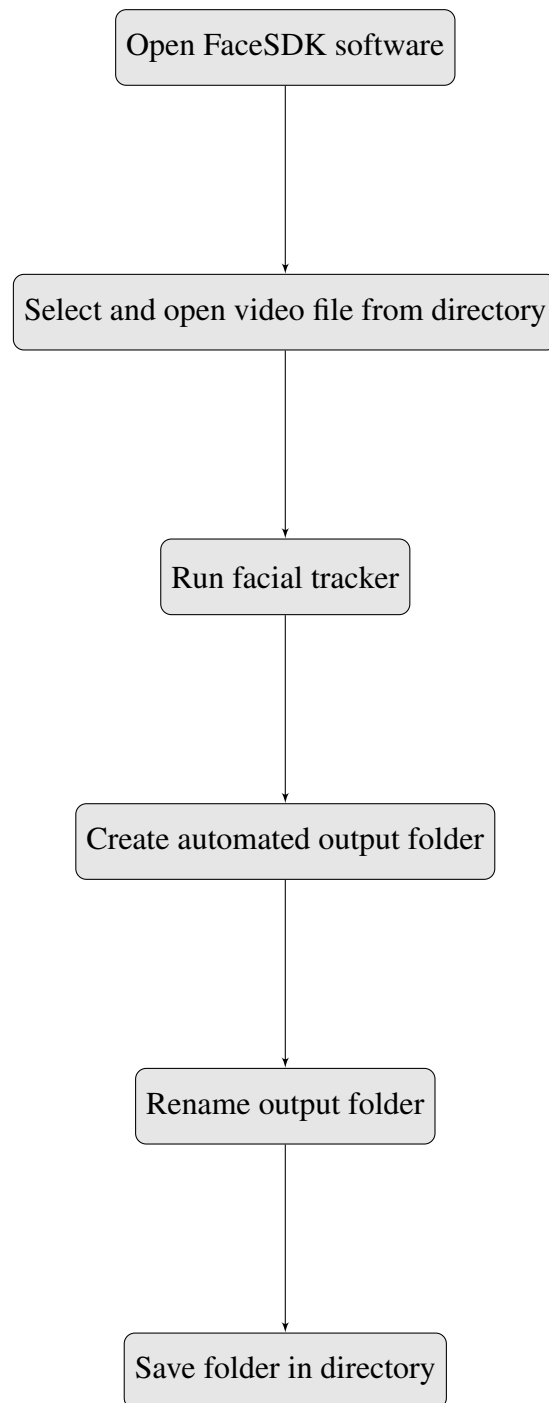 Open FaceSDK software
Select and open video file from directory
Run facial tracker
Create automated output folder
Rename output folder
Save folder in directory